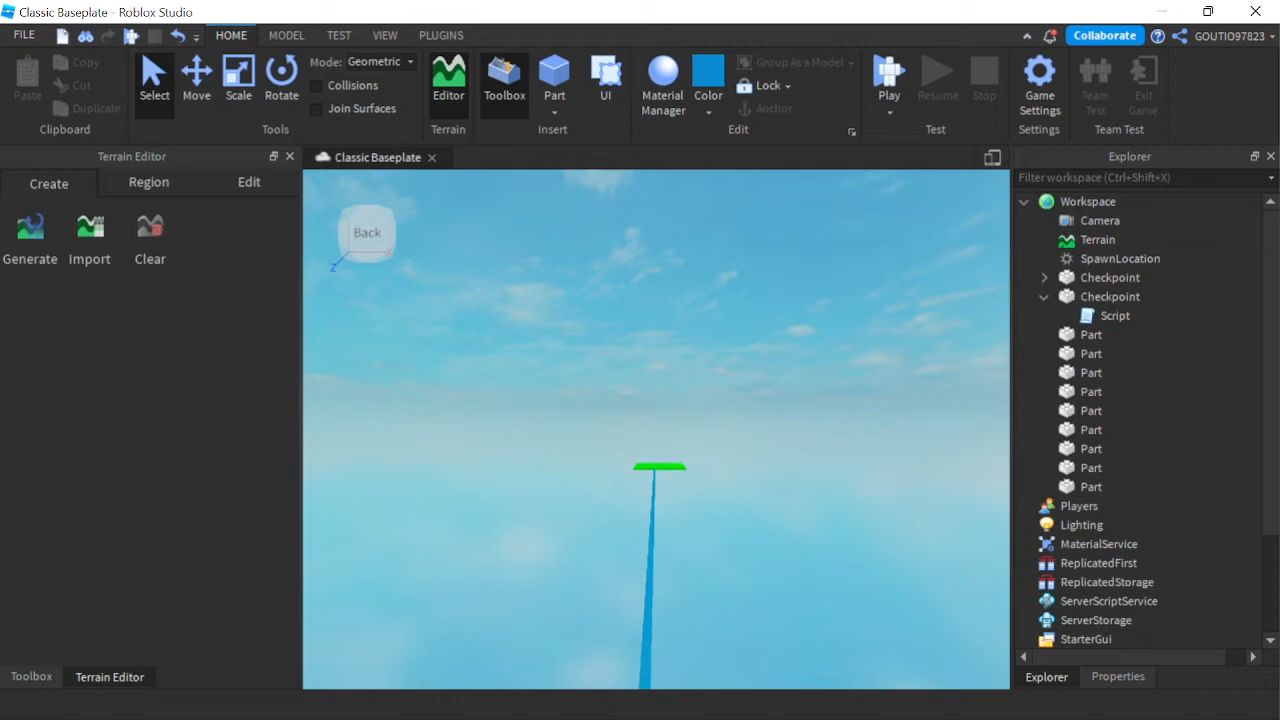 Classic Baseplate - Roblox Studio
FILE HOME MODEL TEST VIEW PLUGINS Collaborate GOUTIO97823
Paste Copy Cut Duplicate Clipboard
Select Move Scale Rotate Mode: Geometric Collisions Join Surfaces Tools
Editor Terrain
Toolbox Part UI Insert
Material Manager Color Group As a Model Lock Anchor Edit
Play Resume Stop Test
Game Settings Settings
Team Test Exit Game Team Test
Terrain Editor
Create Region Edit
Generate Import Clear
Toolbox Terrain Editor
Classic Baseplate
Back
Z
Explorer
Filter workspace (Ctrl+Shift+X)
Workspace
Camera
Terrain
SpawnLocation
Checkpoint
Checkpoint
Script
Part
Part
Part
Part
Part
Part
Part
Part
Part
Players
Lighting
MaterialService
ReplicatedFirst
ReplicatedStorage
ServerScriptService
ServerStorage
StarterGui
Explorer Properties